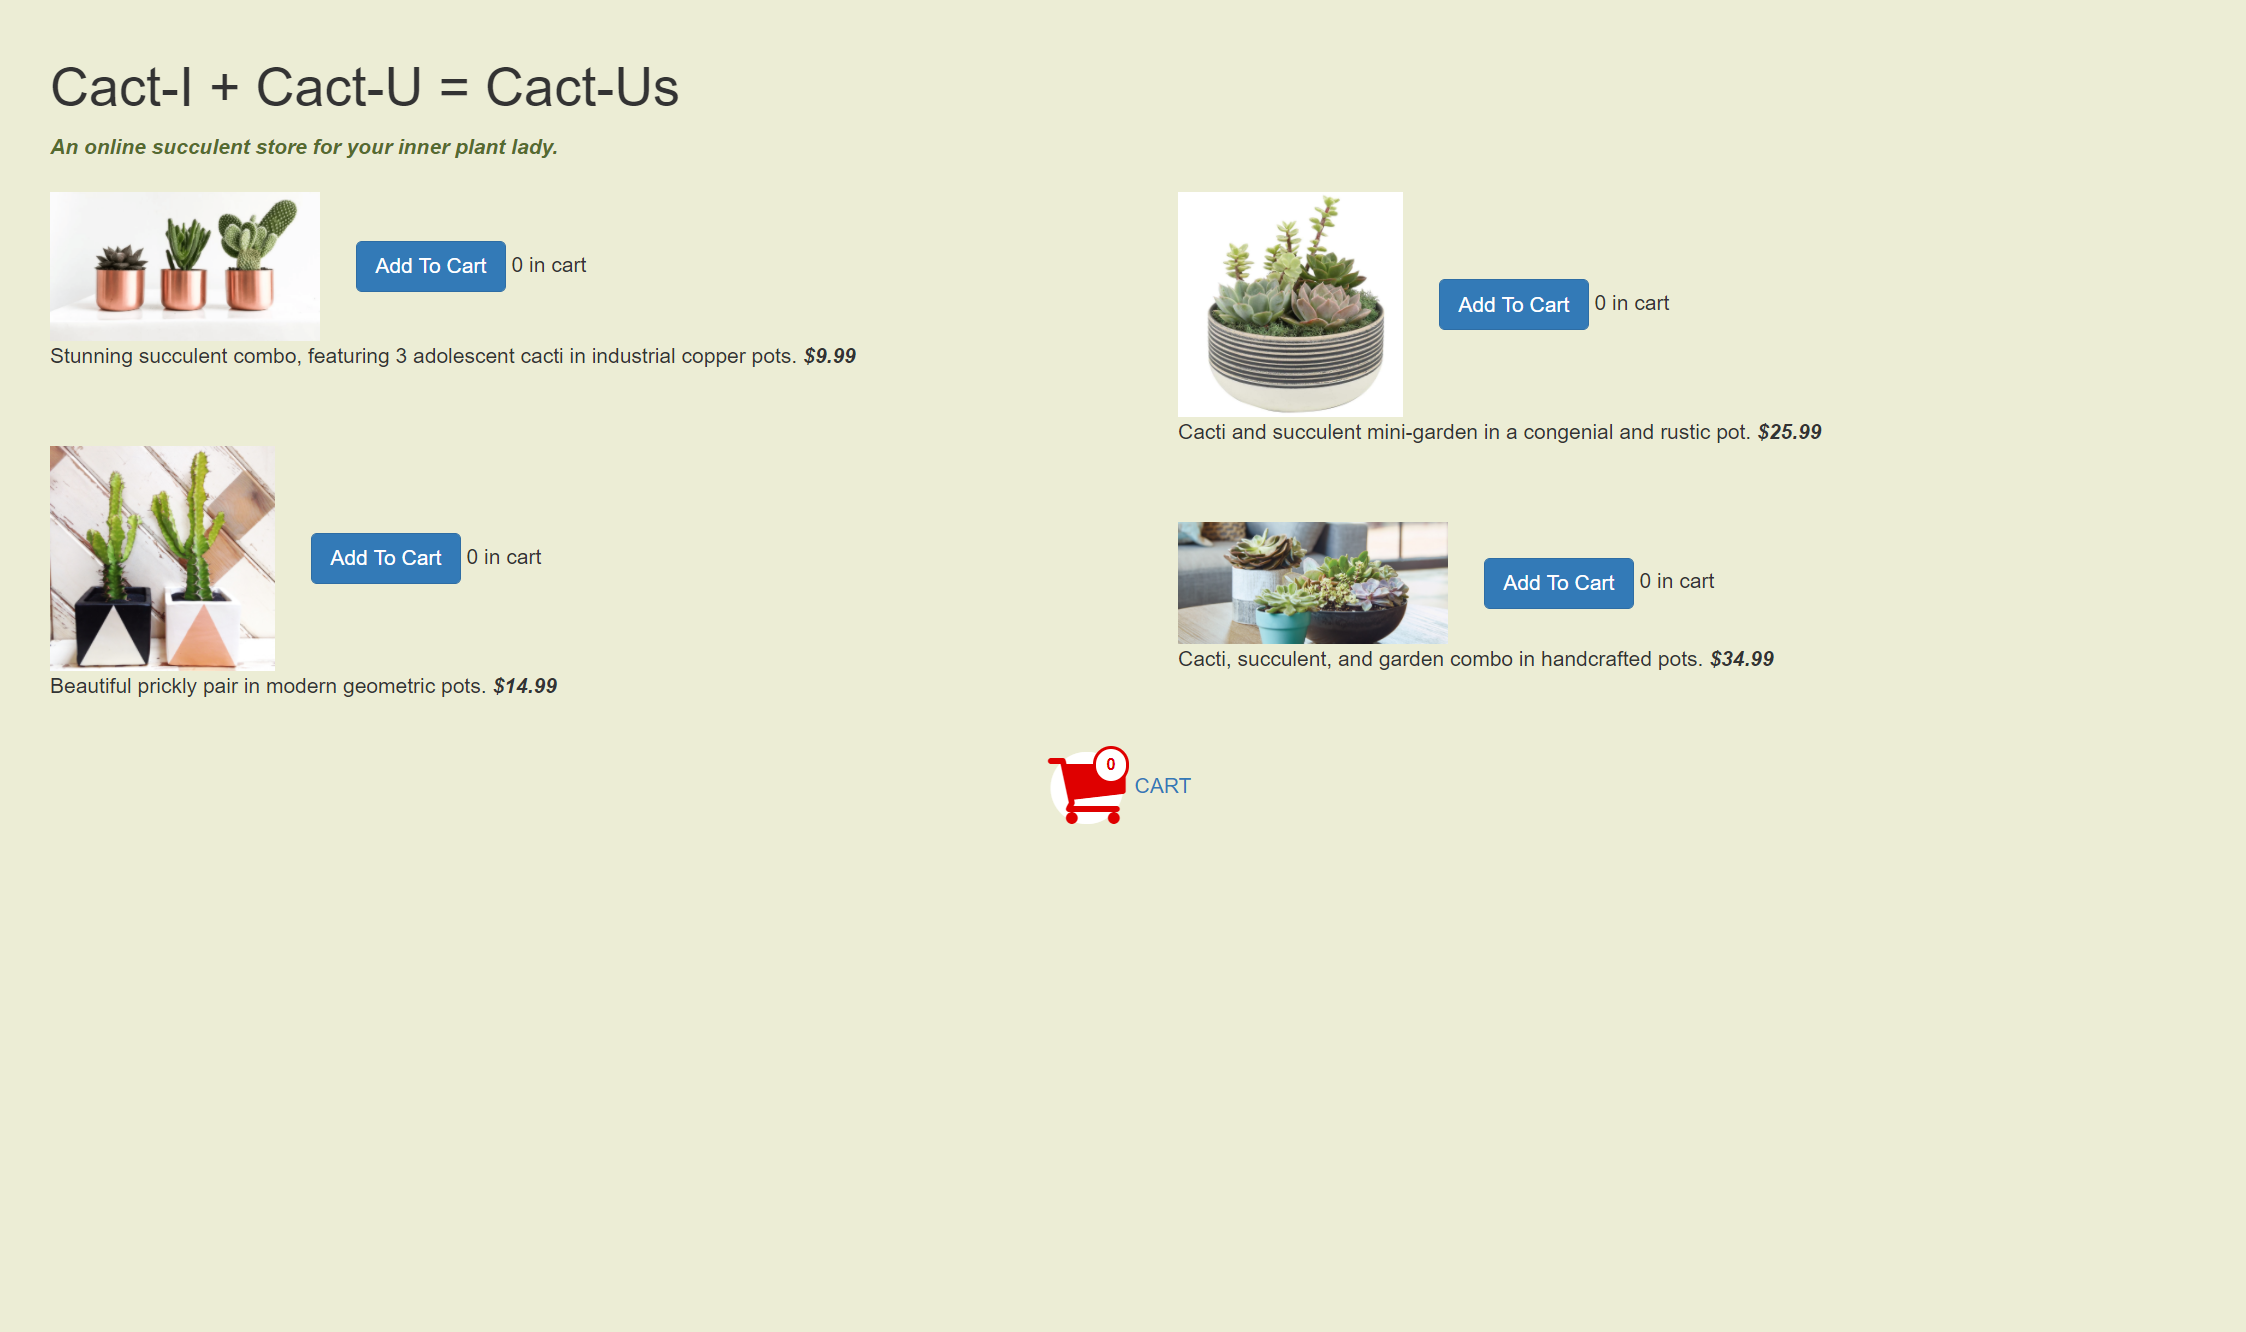 Cact-I + Cact-U = Cact-Us
An online succulent store for your inner plant lady.
Add To Cart 0 in cart
Stunning succulent combo, featuring 3 adolescent cacti in industrial copper pots. $9.99
Add To Cart 0 in cart
Beautiful prickly pair in modern geometric pots. $14.99
Add To Cart 0 in cart
Cacti and succulent mini-garden in a congenial and rustic pot. $25.99
Add To Cart 0 in cart
Cacti, succulent, and garden combo in handcrafted pots. $34.99
0 CART